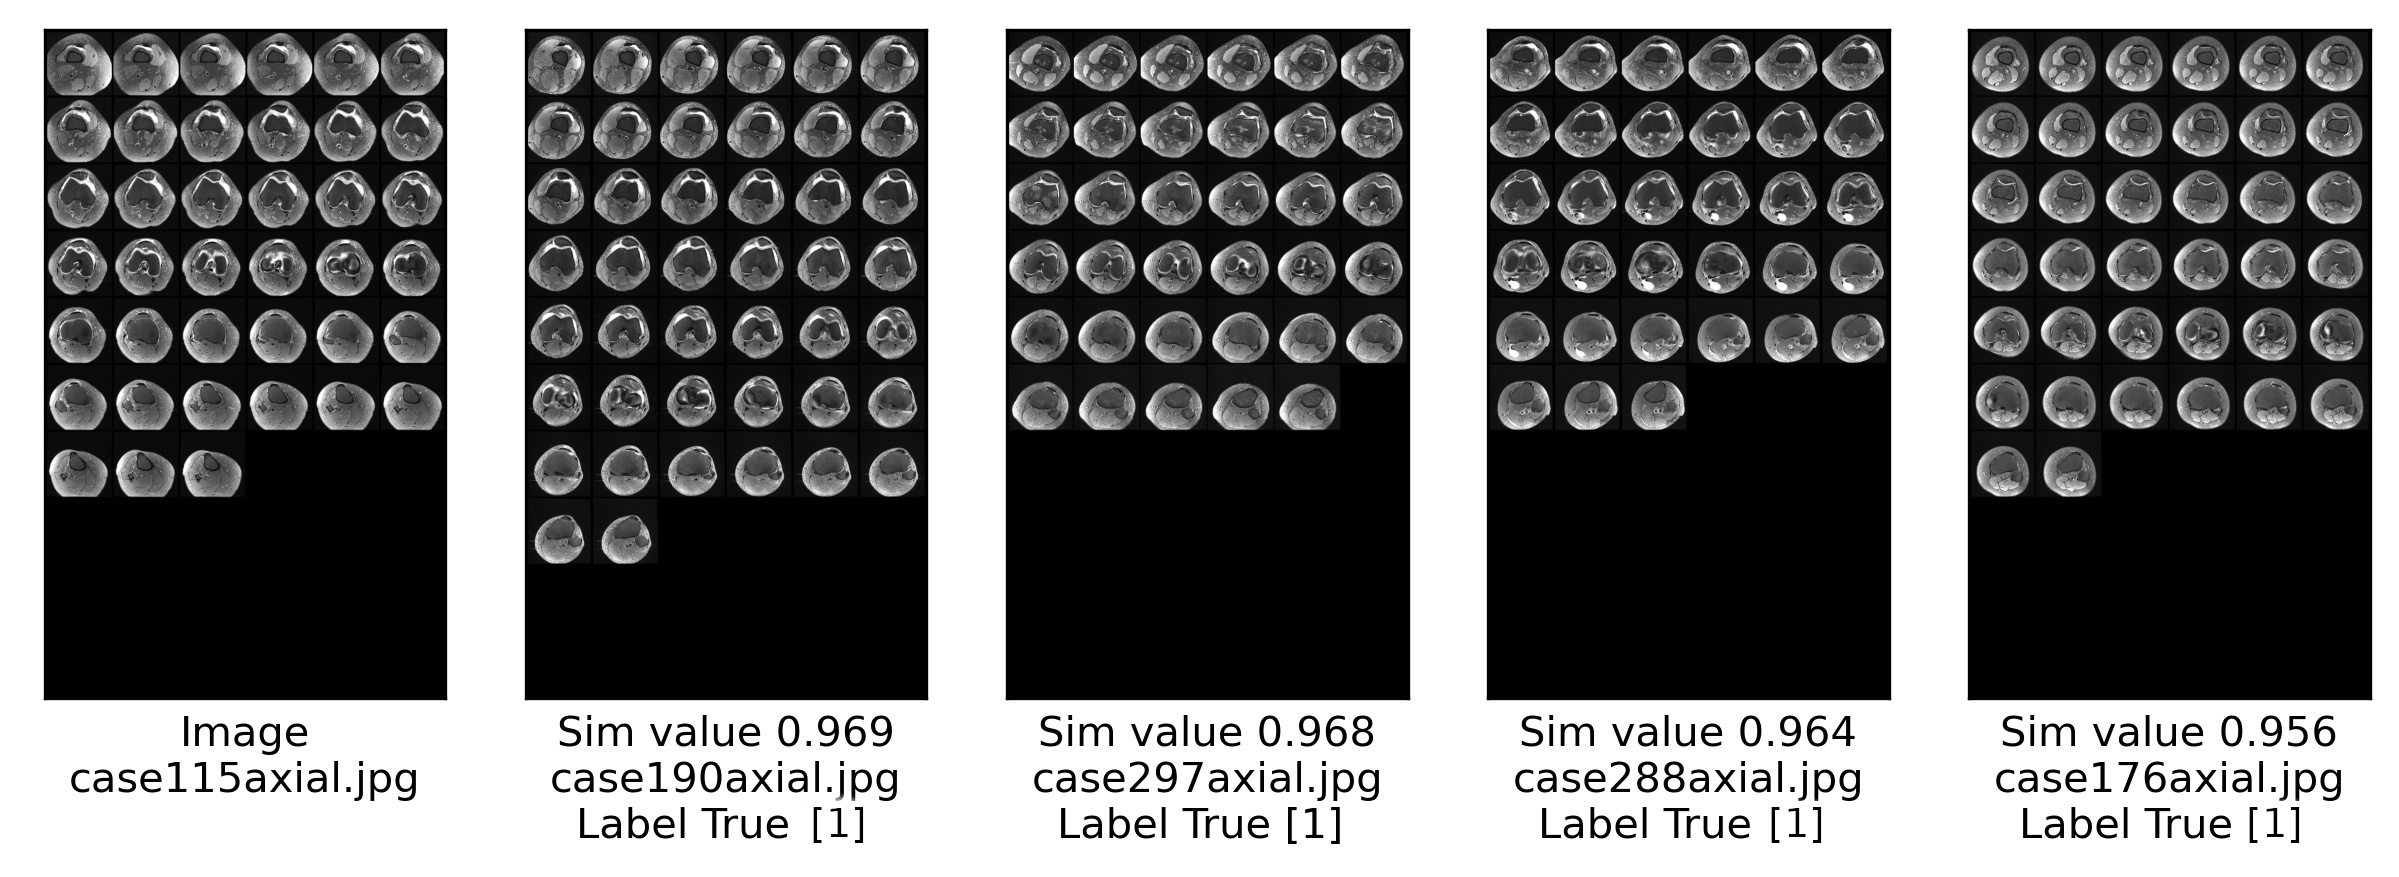 Image
case115axial.jpg
Sim value 0.969
case190axial.jpg
Label True [1]
Sim value 0.968
case297axial.jpg
Label True [1]
Sim value 0.964
case288axial.jpg
Label True [1]
Sim value 0.956
case176axial.jpg
Label True [1]